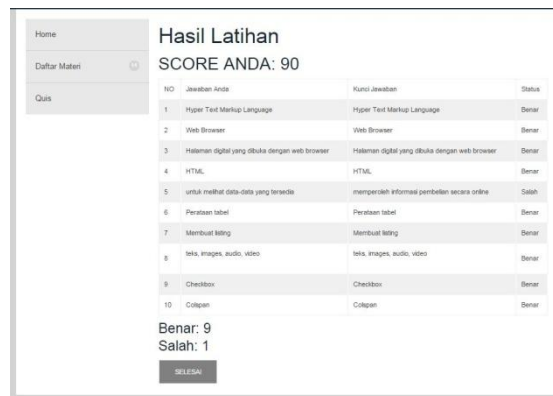 Home
Daftar Materi
Quis
Hasil Latihan
SCORE ANDA: 90
NO Jawaban Anda Kunci Jawaban Status
1 Hyper Text Markup Language Hyper Text Markup Language Benar
2 Web Browser Web Browser Benar
3 Halaman digital yang dibuka dengan web browser Halaman digital yang dibuka dengan web browser Benar
4 HTML HTML. Benar
5 untuk melihat data-data yang tersedia memperoleh informasi pembelian secara online Salah
6 Perataan tabel Perataan tabel Benar
7 Membuat listing Membuat listing Benar
8 teks, images, audio, video teks, images, audio, video Benar
9 Checkbox Checkbox Benar
10 Colspan Colspan Benar
Benar: 9
Salah: 1
SELESAI